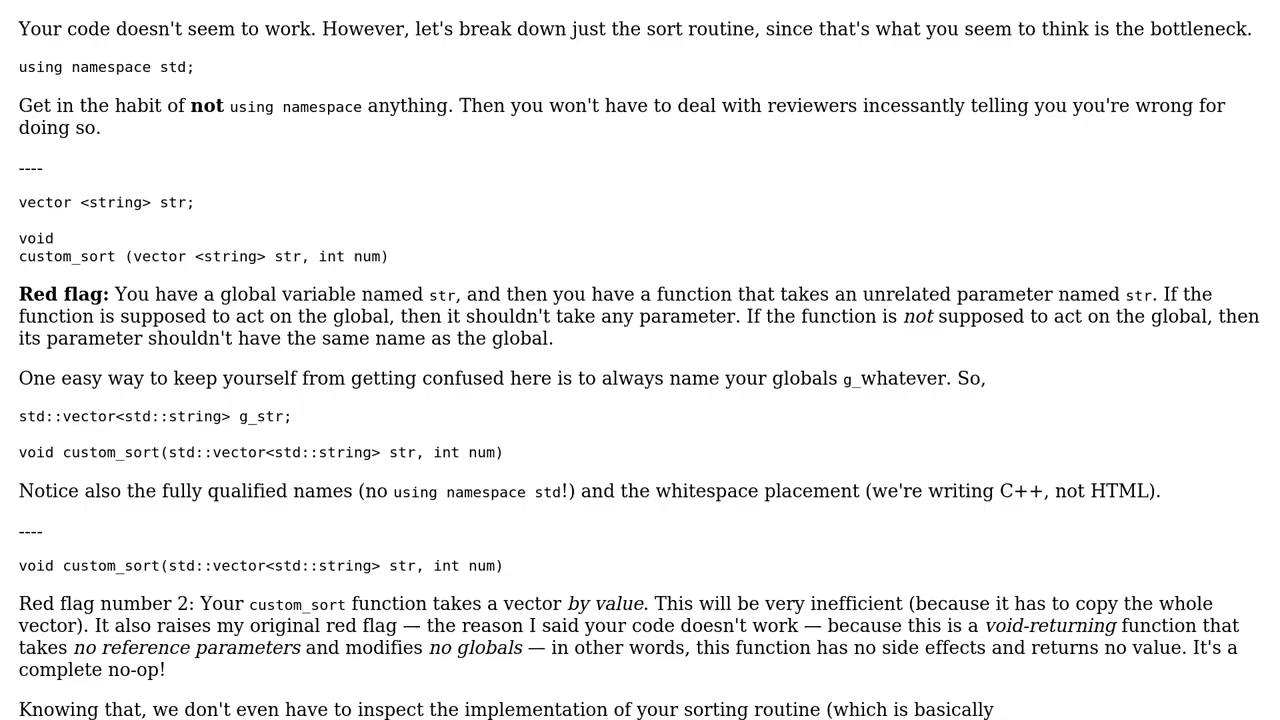 Your code doesn't seem to work. However, let's break down just the sort routine, since that's what you seem to think is the bottleneck.
using namespace std;
Get in the habit of not using namespace anything. Then you won't have to deal with reviewers incessantly telling you you're wrong for
doing so.
----
vector <string> str;
void
custom_sort (vector <string> str, int num)
Red flag: You have a global variable named str, and then you have a function that takes an unrelated parameter named str. If the
function is supposed to act on the global, then it shouldn't take any parameter. If the function is not supposed to act on the global, then
its parameter shouldn't have the same name as the global.
One easy way to keep yourself from getting confused here is to always name your globals g_whatever. So,
std::vector<std::string> g_str;
void custom_sort(std::vector<std::string> str, int num)
Notice also the fully qualified names (no using namespace std!) and the whitespace placement (we're writing C++, not HTML).
----
void custom_sort(std::vector<std::string> str, int num)
Red flag number 2: Your custom_sort function takes a vector by value. This will be very inefficient (because it has to copy the whole
vector). It also raises my original red flag — the reason I said your code doesn't work — because this is a void-returning function that
takes no reference parameters and modifies no globals — in other words, this function has no side effects and returns no value. It's a
complete no-op!
Knowing that, we don't even have to inspect the implementation of your sorting routine (which is basically